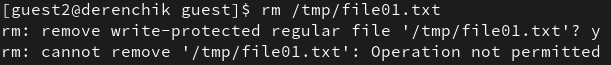 [guest2@derenchik guest]$ rm /tmp/file01.txt
rm: remove write-protected regular file '/tmp/file01.txt'? y
rm: cannot remove '/tmp/file01.txt': Operation not permitted